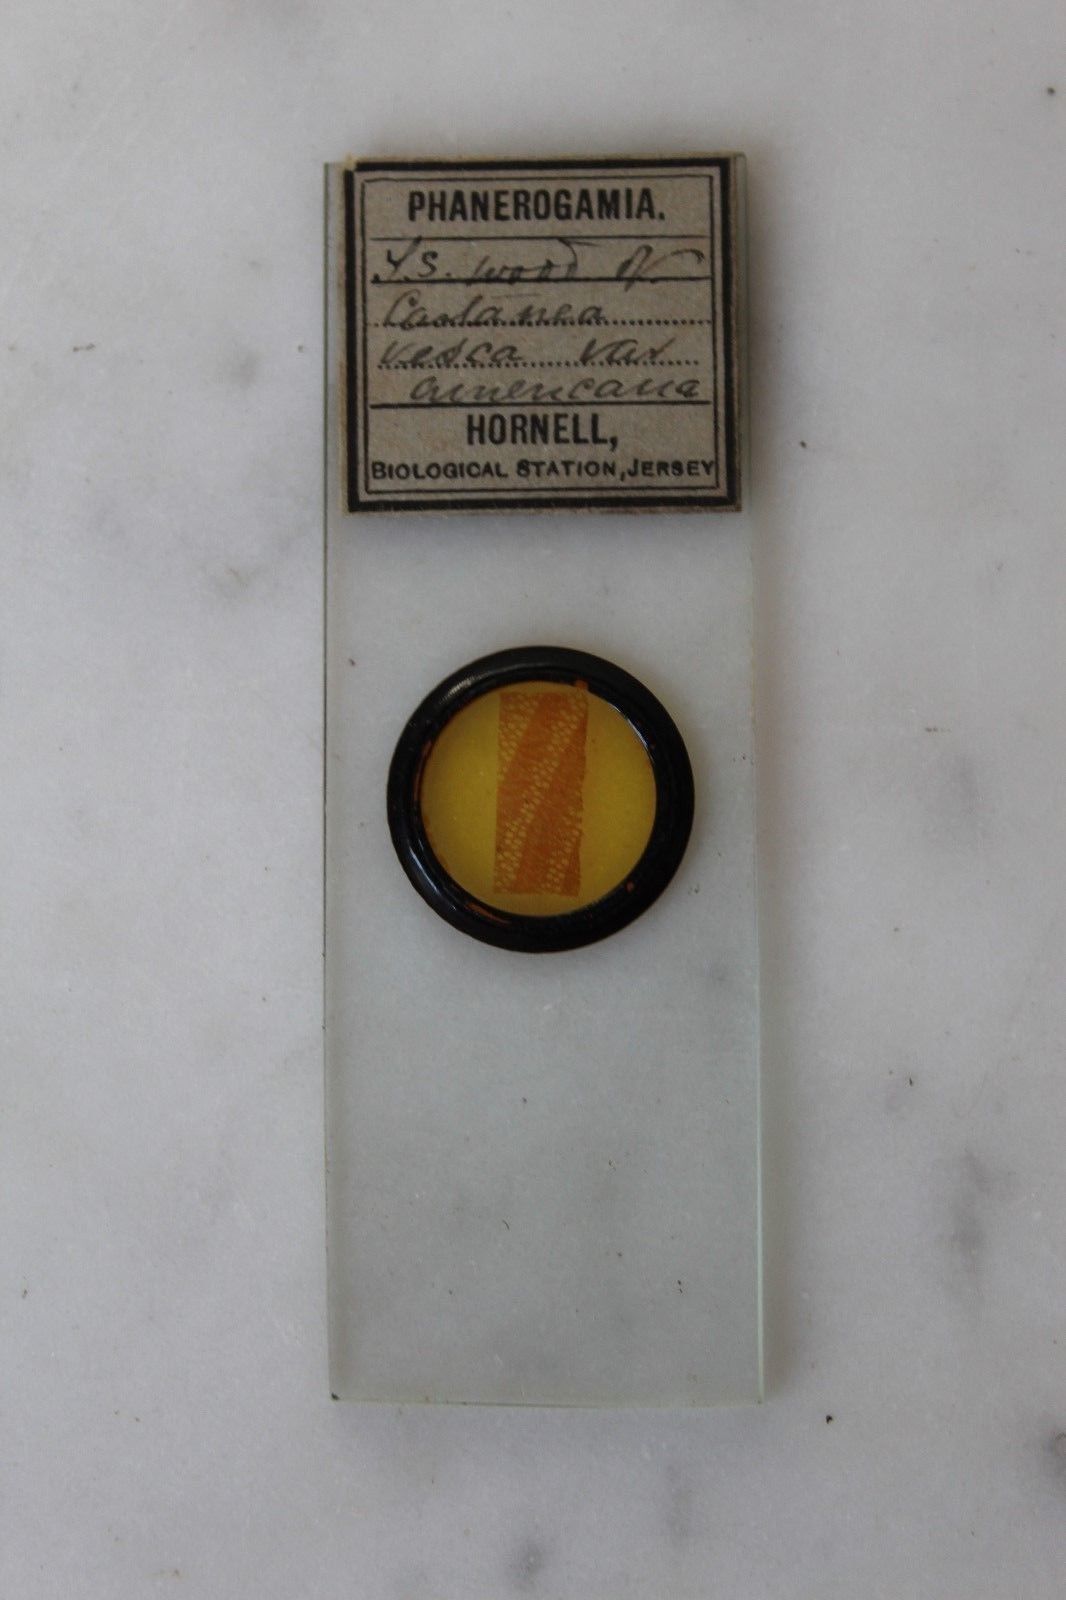 PHANEROGAMIA.
T.S. wood of
Castanea
vesca var
americana
HORNELL,
BIOLOGICAL STATION, JERSEY